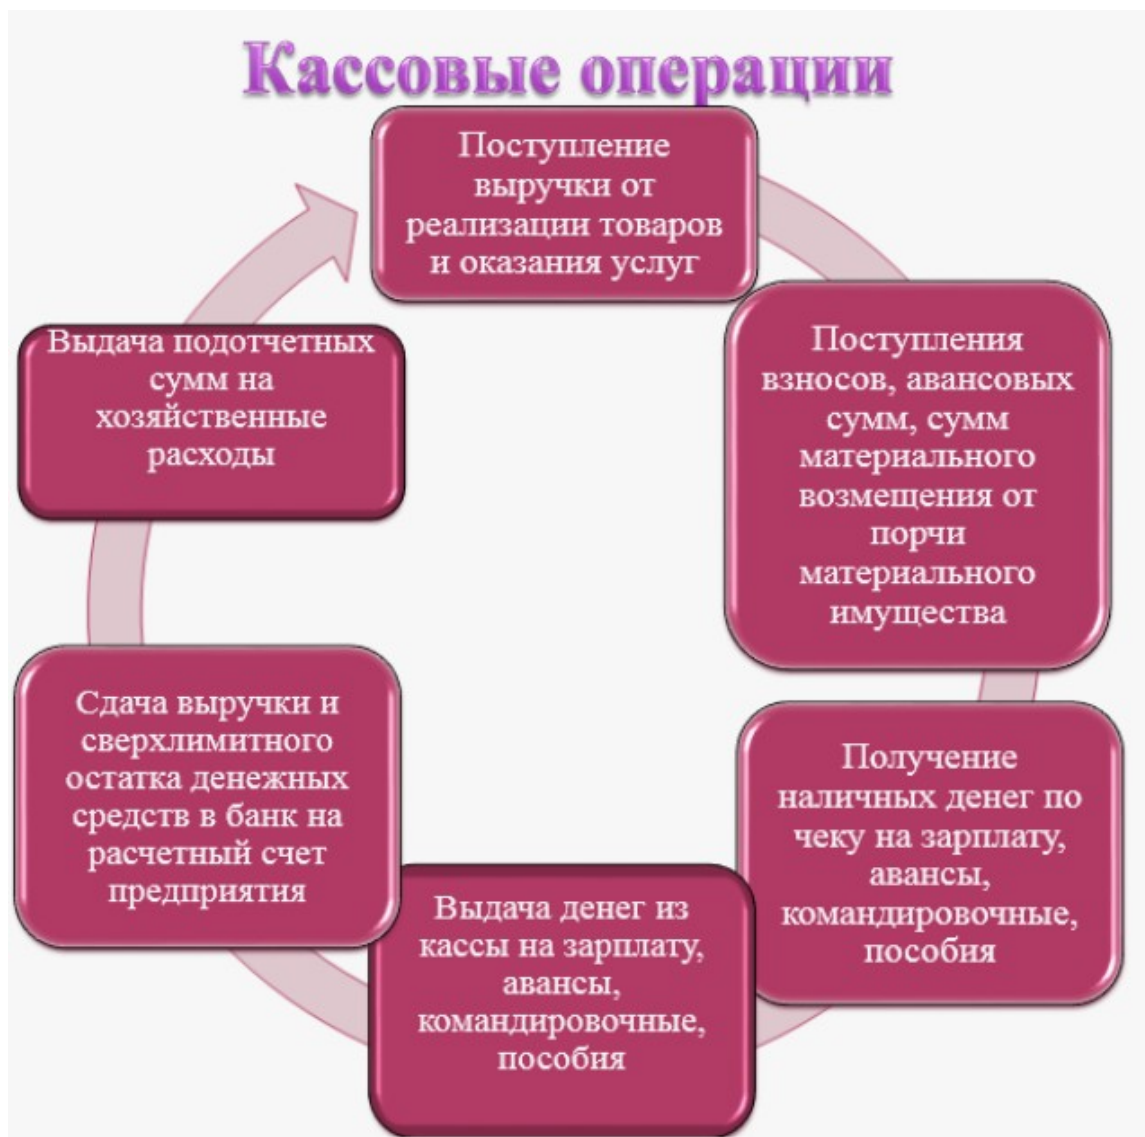 Кассовые операции
Поступление
выручки от
реализации товаров
и оказания услуг
Поступления
взносов, авансовых
сумм, сумм
материального
возмещения от
порчи
материального
имущества
Получение
наличных денег по
чеку на зарплату,
авансы,
командировочные,
пособия
Выдача денег из
кассы на зарплату,
авансы,
командировочные,
пособия
Сдача выручки и
сверхлимитного
остатка денежных
средств в банк на
расчетный счет
предприятия
Выдача подотчетных
сумм на
хозяйственные
расходы